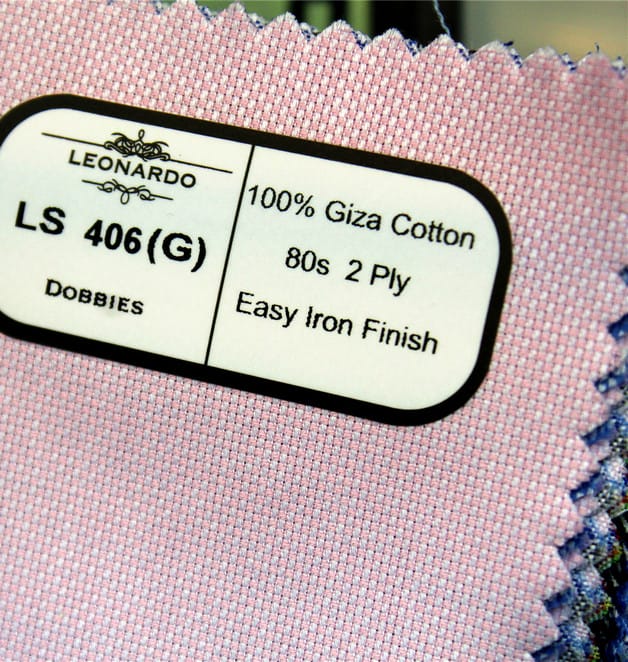 LEONARDO
LS 406(G)
DOBBIES
100% Giza Cotton
80s 2 Ply
Easy Iron Finish